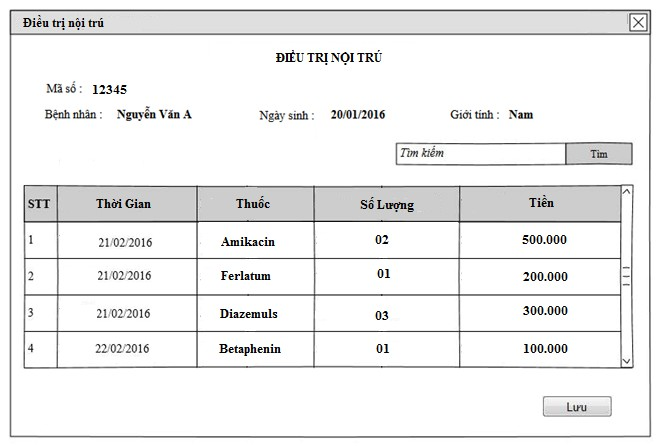 Điều trị nội trú
ĐIỀU TRỊ NỘI TRÚ
Mã số : 12345
Bệnh nhân : Nguyễn Văn A Ngày sinh : 20/01/2016 Giới tính : Nam
Tìm kiếm Tìm
STT Thời Gian Thuốc Số Lượng Tiền
1 21/02/2016 Amikacin 02 500.000
2 21/02/2016 Ferlatum 01 200.000
3 21/02/2016 Diazemuls 03 300.000
4 22/02/2016 Betaphenin 01 100.000
Lưu